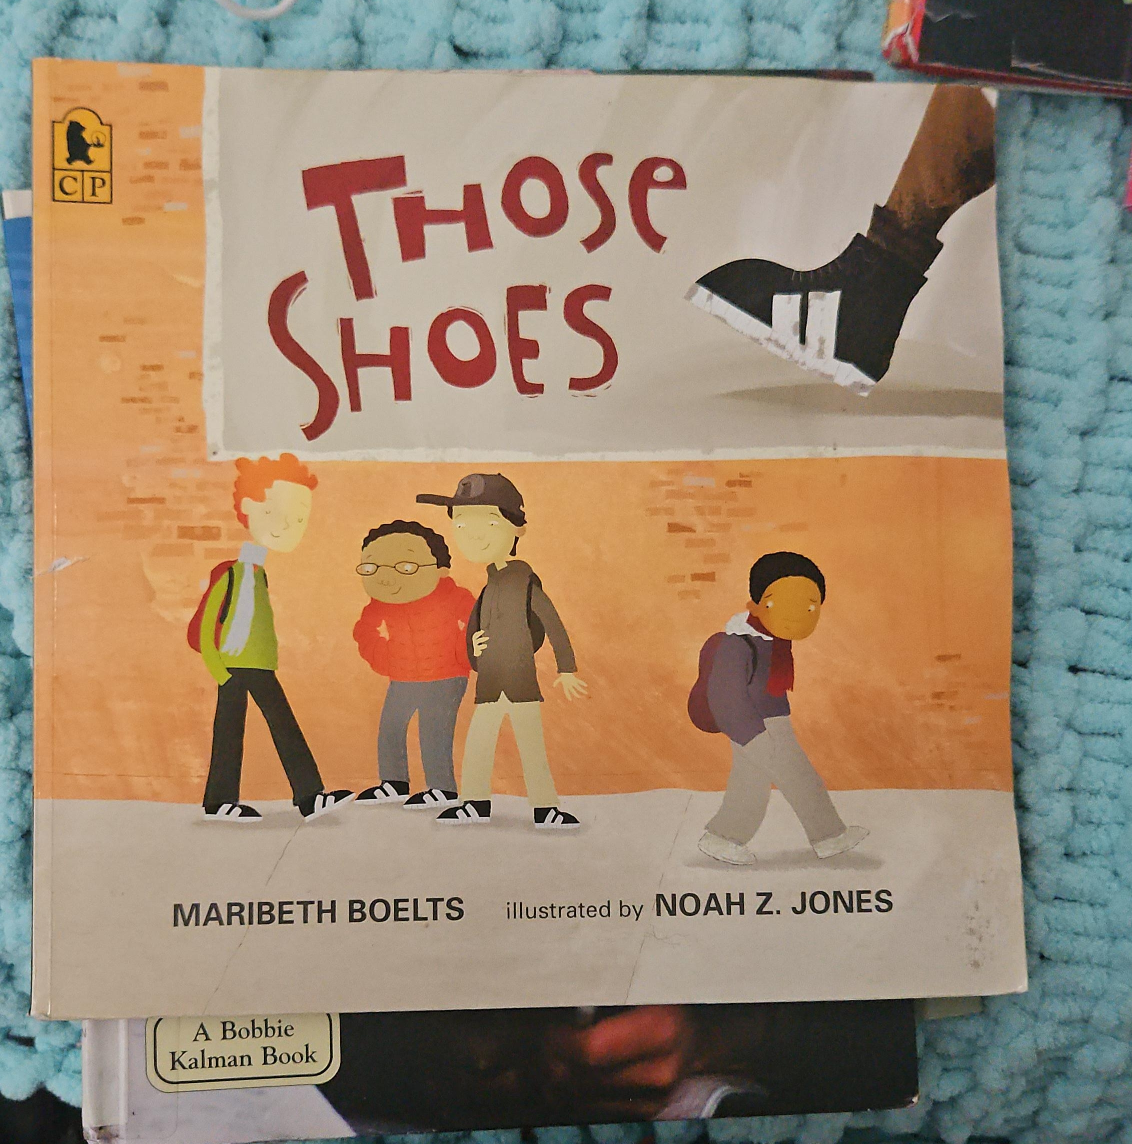 CP
THOSe
SHOES
MARIBETH BOELTS illustrated by NOAH Z. JONES
A Bobbie
Kalman Book